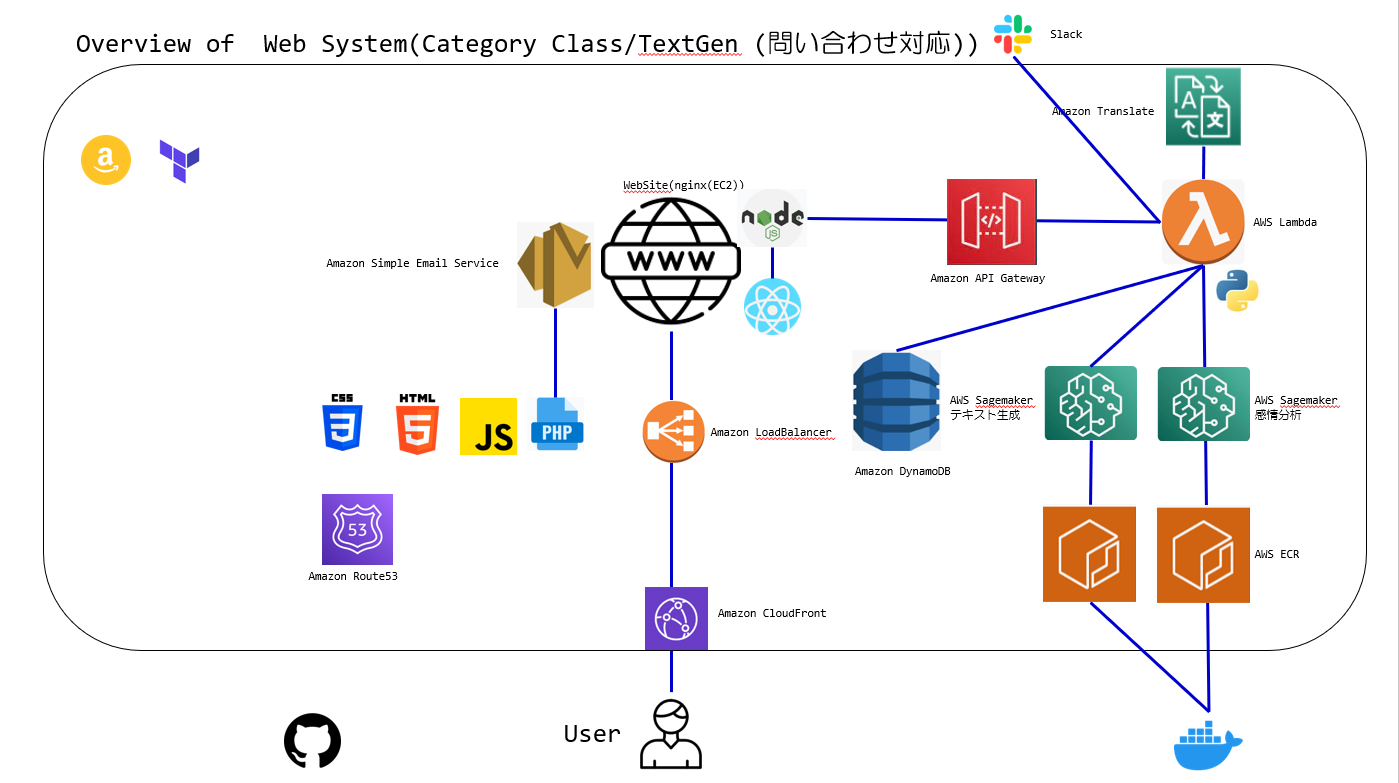 Overview of Web System(Category Class/TextGen (問い合わせ対応))
Slack
Amazon Translate
A
文
a
WebSite(nginx(EC2))
node
JS
WWW
</>
AWS Lambda
Amazon Simple Email Service
Amazon API Gateway
CSS
3
HTML
5
JS
PHP
Amazon LoadBalancer
AWS Sagemaker
テキスト生成
AWS Sagemaker
感情分析
Amazon DynamoDB
53
Amazon Route53
AWS ECR
Amazon CloudFront
User